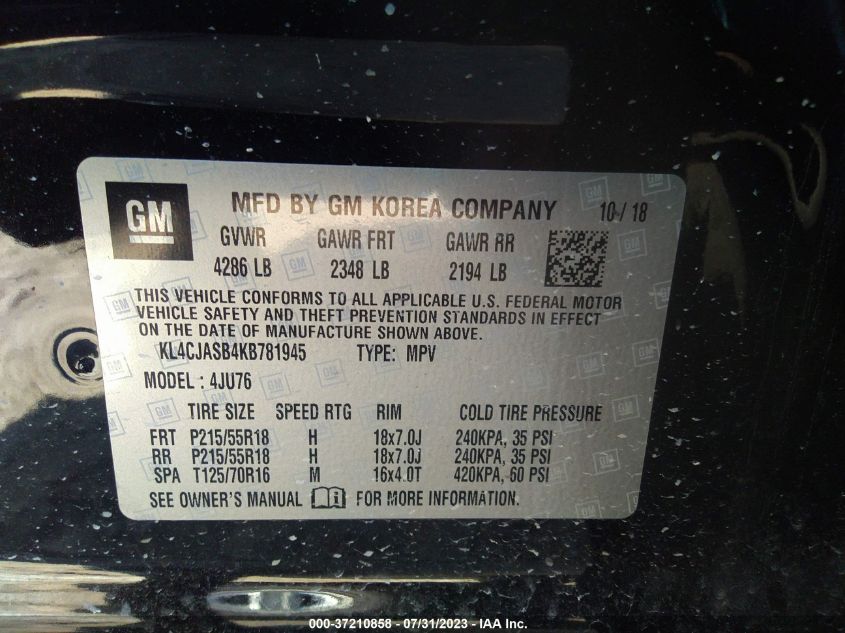 GM
MFD BY GM KOREA COMPANY 10/18
GVWR GAWR FRT GAWR RR
4286 LB 2348 LB 2194 LB
THIS VEHICLE CONFORMS TO ALL APPLICABLE U.S. FEDERAL MOTOR
VEHICLE SAFETY AND THEFT PREVENTION STANDARDS IN EFFECT
ON THE DATE OF MANUFACTURE SHOWN ABOVE.
KL4CJASB4KB781945 TYPE: MPV
MODEL: 4JU76
TIRE SIZE SPEED RTG RIM COLD TIRE PRESSURE
FRT P215/55R18 H 18x7.0J 240KPA, 35 PSI
RR P215/55R18 H 18x7.0J 240KPA, 35 PSI
SPA T125/70R16 M 16x4.0T 420KPA, 60 PSI
SEE OWNER'S MANUAL FOR MORE INFORMATION.
000-37210858 - 07/31/2023 - IAA Inc.